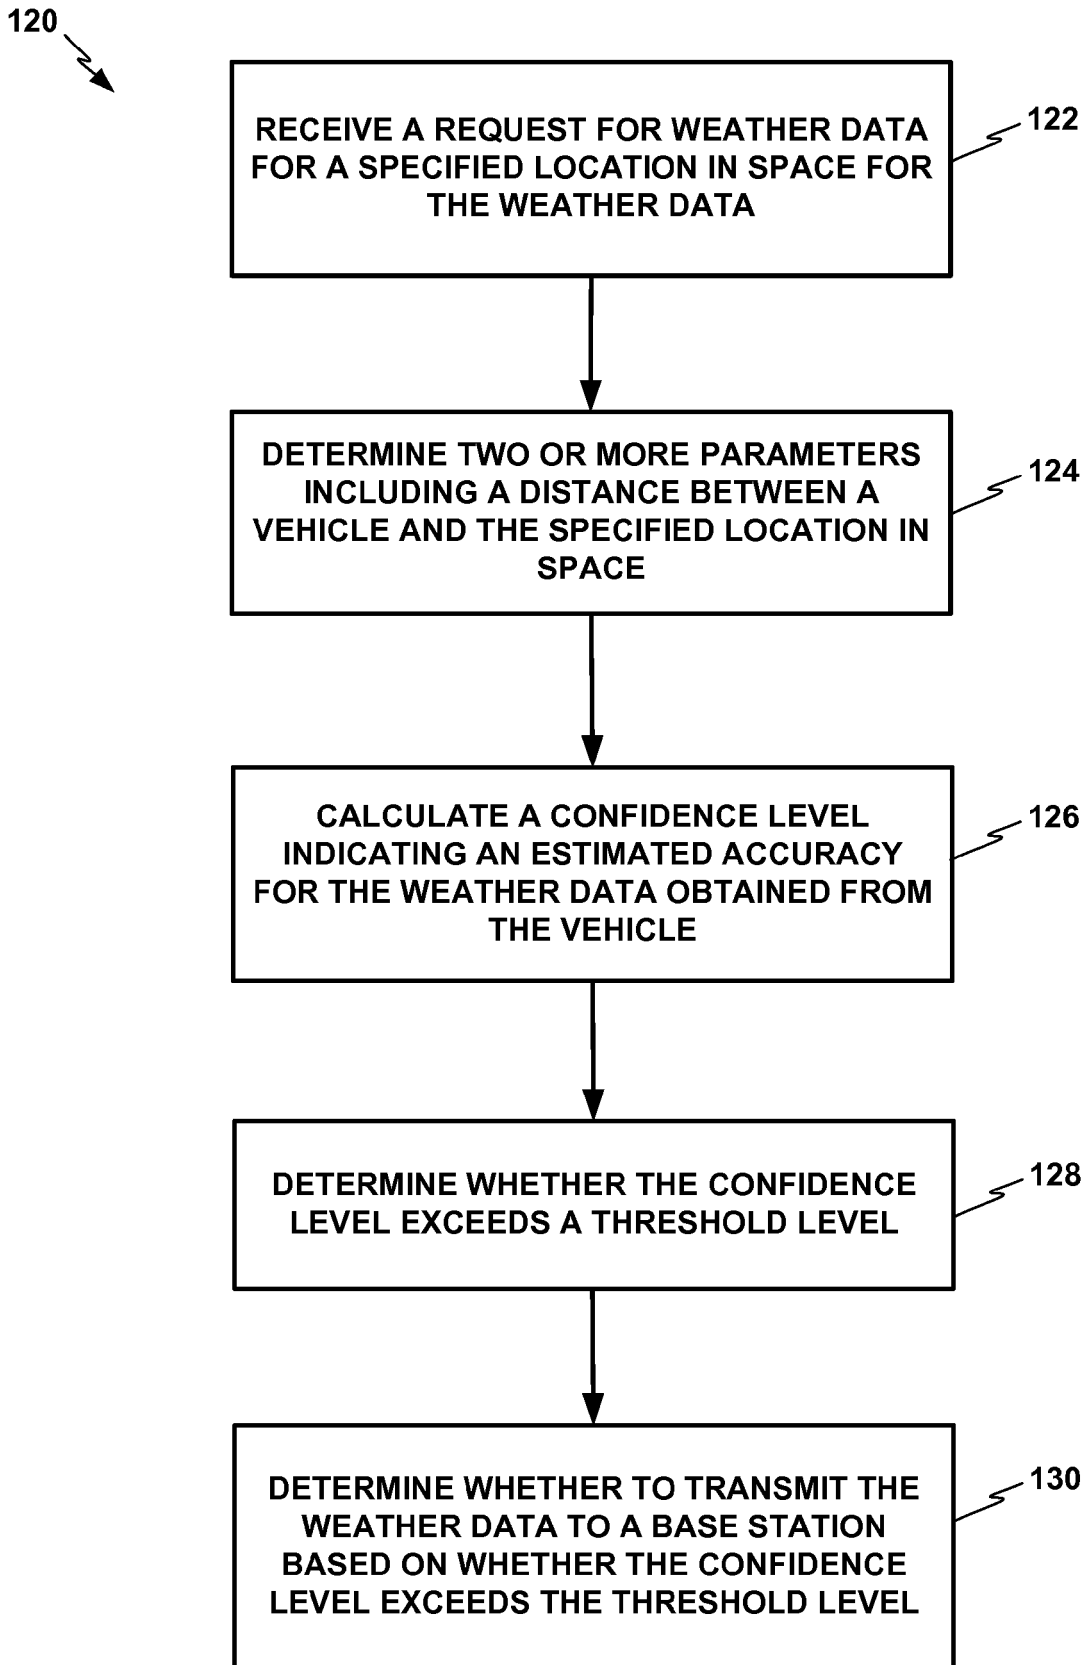 120
RECEIVE A REQUEST FOR WEATHER DATA
FOR A SPECIFIED LOCATION IN SPACE FOR
THE WEATHER DATA
122
DETERMINE TWO OR MORE PARAMETERS
INCLUDING A DISTANCE BETWEEN A
VEHICLE AND THE SPECIFIED LOCATION IN
SPACE
124
CALCULATE A CONFIDENCE LEVEL
INDICATING AN ESTIMATED ACCURACY
FOR THE WEATHER DATA OBTAINED FROM
THE VEHICLE
126
DETERMINE WHETHER THE CONFIDENCE
LEVEL EXCEEDS A THRESHOLD LEVEL
128
DETERMINE WHETHER TO TRANSMIT THE
WEATHER DATA TO A BASE STATION
BASED ON WHETHER THE CONFIDENCE
LEVEL EXCEEDS THE THRESHOLD LEVEL
130